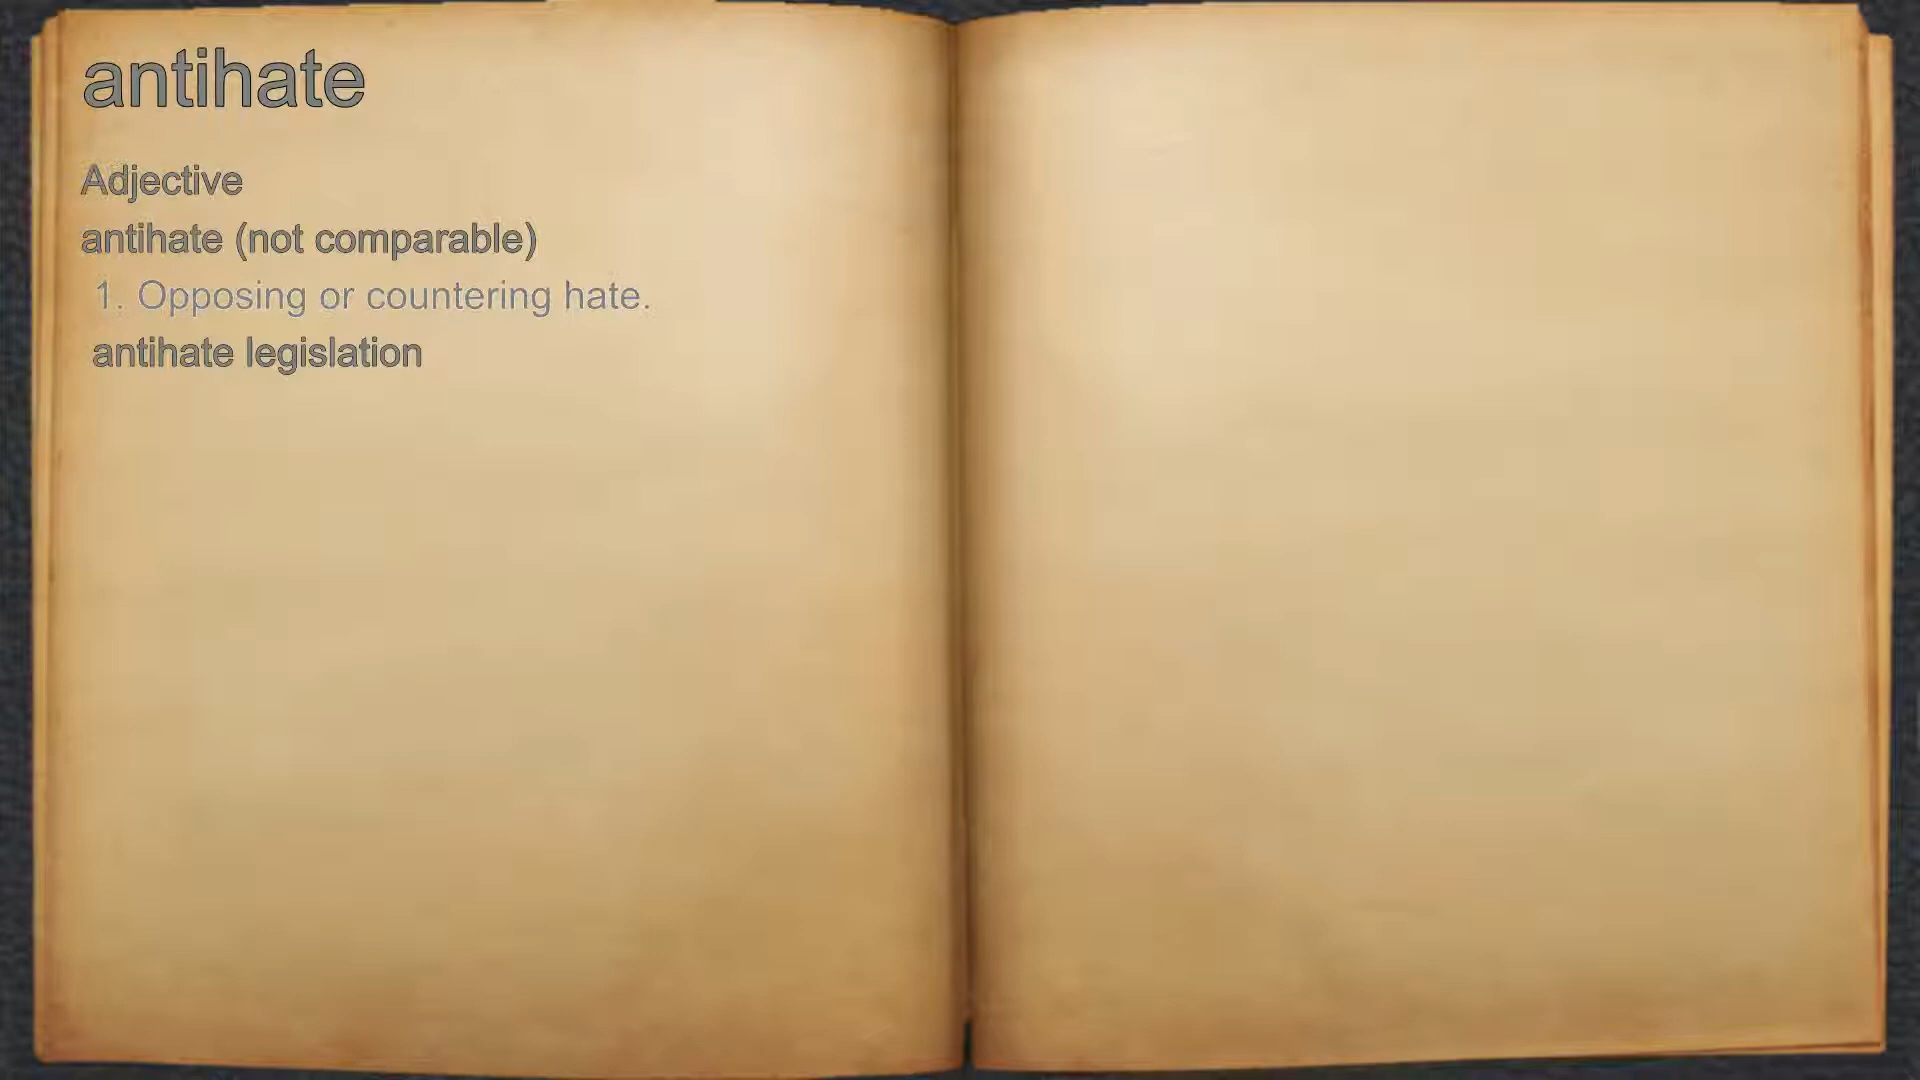 antihate
Adjective
antihate (not comparable)
1. Opposing or countering hate.
antihate legislation